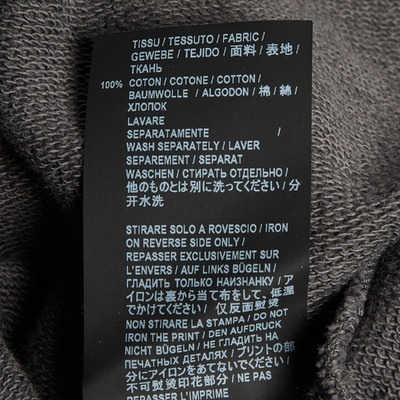 TISSU / TESSUTO / FABRIC /
GEWEBE / TEJIDO / 面料 / 表地 /
ТКАНЬ
100% COTON / COTONE / COTTON /
BAUMWOLLE / ALGODON / 棉 / 綿 /
ХЛОПОК
LAVARE
SEPARATAMENTE /
WASH SEPARATELY / LAVER
SEPAREMENT / SEPARAT
WASCHEN / СТИРАТЬ ОТДЕЛЬНО /
他のものとは別に洗ってください / 分
开水洗
STIRARE SOLO A ROVESCIO / IRON
ON REVERSE SIDE ONLY /
REPASSER EXCLUSIVEMENT SUR
L'ENVERS / AUF LINKS BÜGELN /
ГЛАДИТЬ ТОЛЬКО НАИЗНАНКУ / ア
イロンは裏から当て布をして、低温
でかけてください / 仅反面熨烫
NON STIRARE LA STAMPA / DO NOT
IRON THE PRINT / DEN AUFDRUCK
NICHT BÜGELN / НЕ ГЛАДИТЬ НА
ПЕЧАТНЫХ ДЕТАЛЯХ / プリントの部
分にアイロンをあてないでください /
不可熨烫印花部分 / NE PAS
REPASSER L'IMPRIMÉ